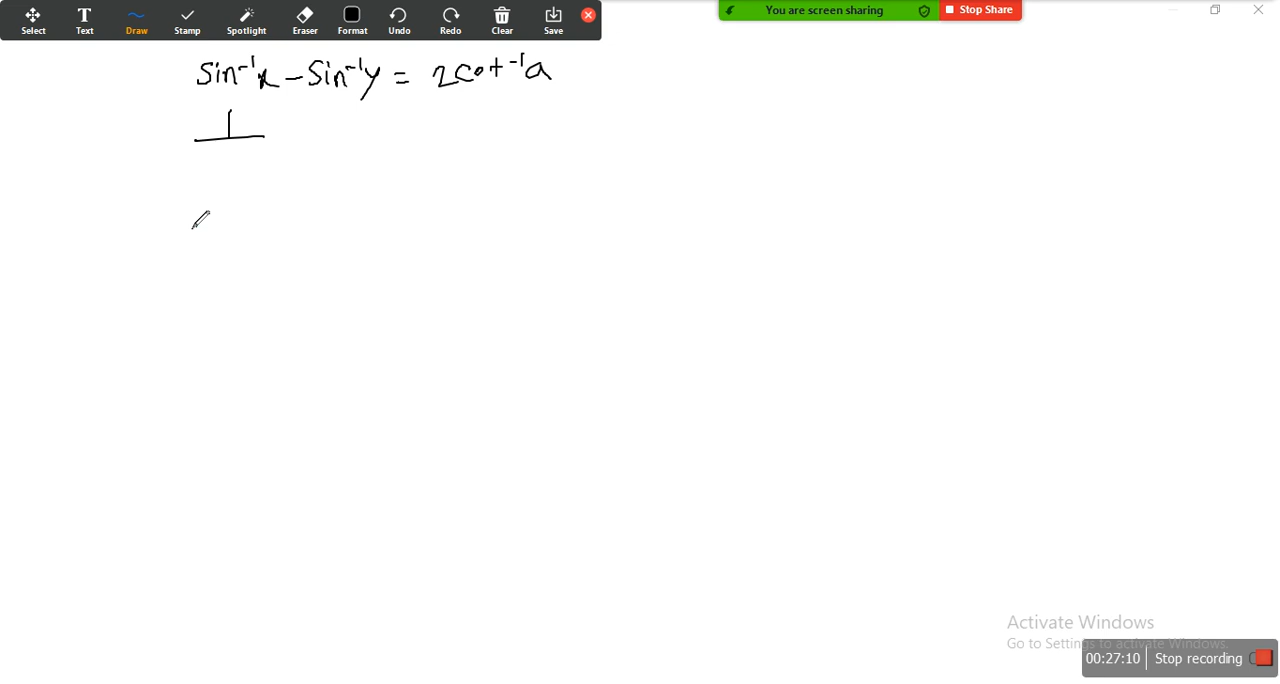 Select Text Draw Stamp Spotlight Eraser Format Undo Redo Clear Save
You are screen sharing Stop Share
Sin⁻¹x – Sin⁻¹y = 2Cot⁻¹a
1
Activate Windows
Go to Settings to activate Windows.
00:27:10 Stop recording